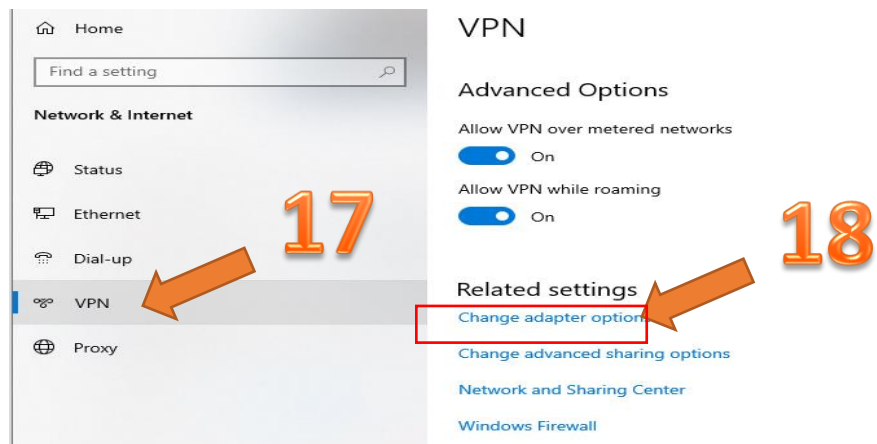 Home
Find a setting
Network & Internet
Status
Ethernet
Dial-up
VPN
Proxy
17
VPN
Advanced Options
Allow VPN over metered networks
On
Allow VPN while roaming
On
18
Related settings
Change adapter option
Change advanced sharing options
Network and Sharing Center
Windows Firewall